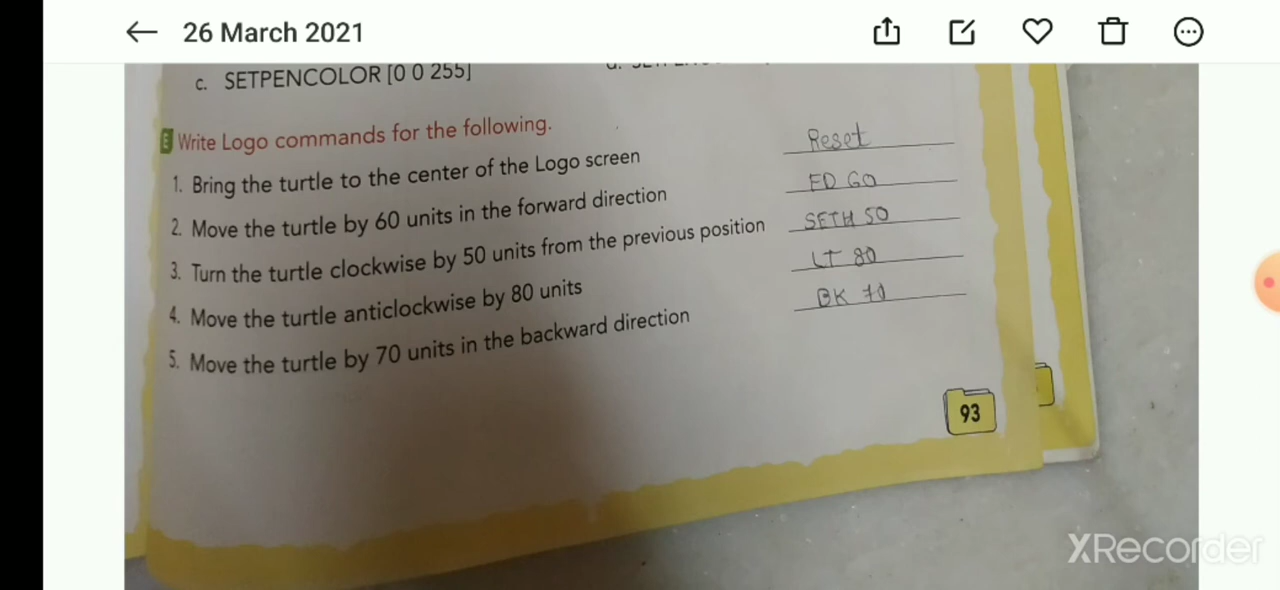 26 March 2021
c. SETPENCOLOR [0 0 255]
E Write Logo commands for the following.
1. Bring the turtle to the center of the Logo screen Reset
2. Move the turtle by 60 units in the forward direction FD 60
3. Turn the turtle clockwise by 50 units from the previous position SETH 50
4. Move the turtle anticlockwise by 80 units LT 80
5. Move the turtle by 70 units in the backward direction BK 70
93
XRecorder